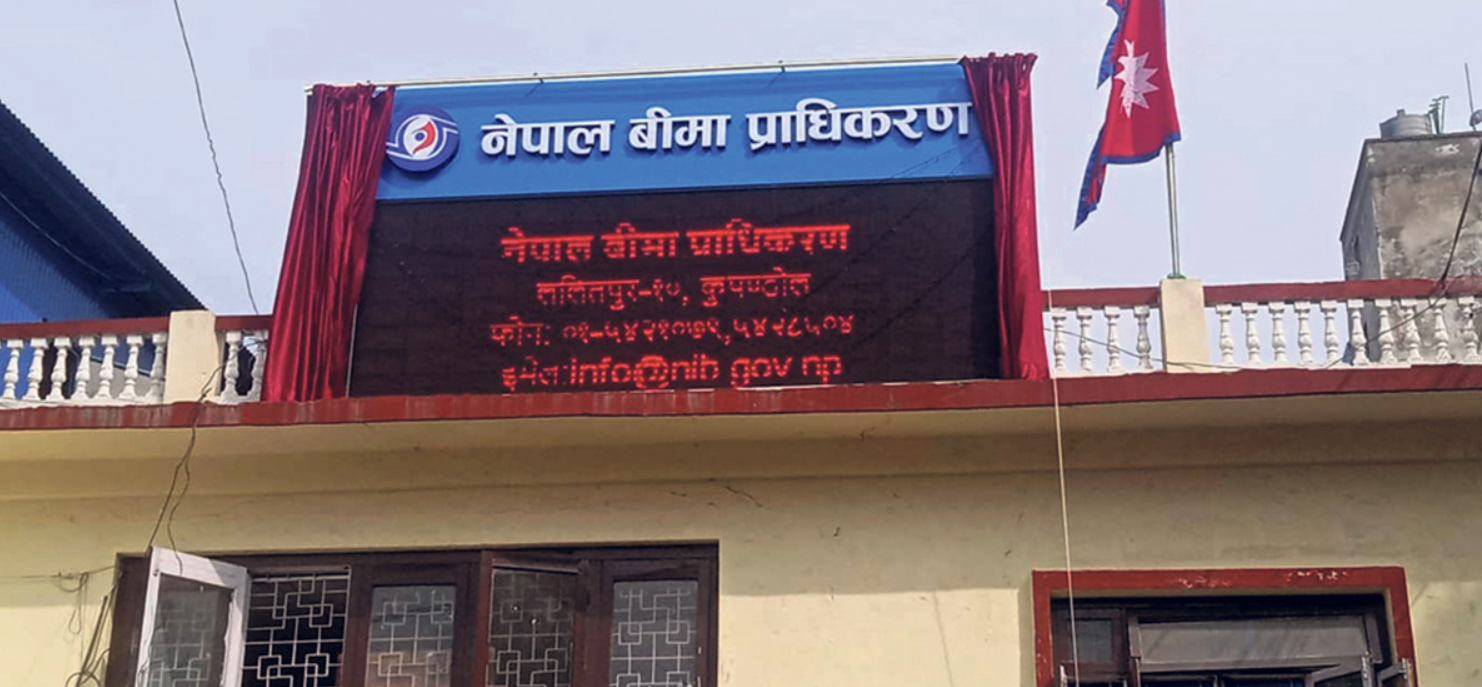 नेपाल बीमा प्राधिकरण
नेपाल बीमा प्राधिकरण
ललितपुर-१०, कुपण्टोल
फोन: ०१-५४२१०७९,५४२८५०४
इमेल:info@nib gov np